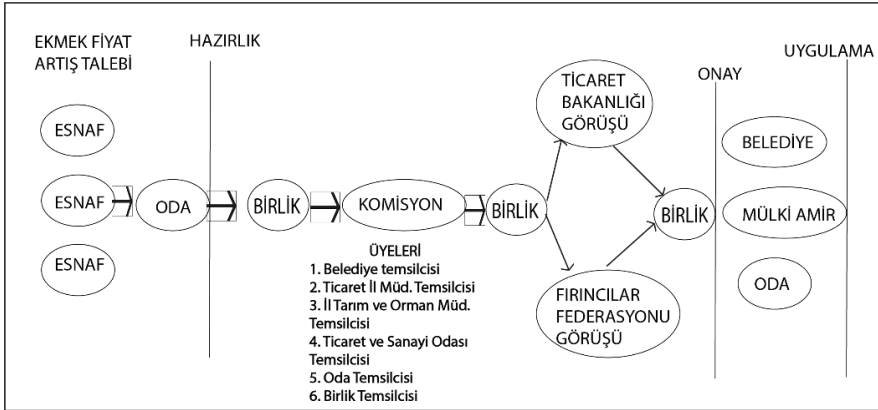 EKMEK FİYAT
ARTIŞ TALEBİ
HAZIRLIK
ONAY
UYGULAMA
ESNAF
ESNAF
ESNAF
ODA
BİRLİK
KOMİSYON
ÜYELERİ
1. Belediye temsilcisi
2. Ticaret İl Müd. Temsilcisi
3. İl Tarım ve Orman Müd.
Temsilcisi
4. Ticaret ve Sanayi Odası
Temsilcisi
5. Oda Temsilcisi
6. Birlik Temsilcisi
BİRLİK
TİCARET
BAKANLIĞI
GÖRÜŞÜ
FIRINCILAR
FEDERASYONU
GÖRÜŞÜ
BİRLİK
BELEDİYE
MÜLKİ AMİR
ODA